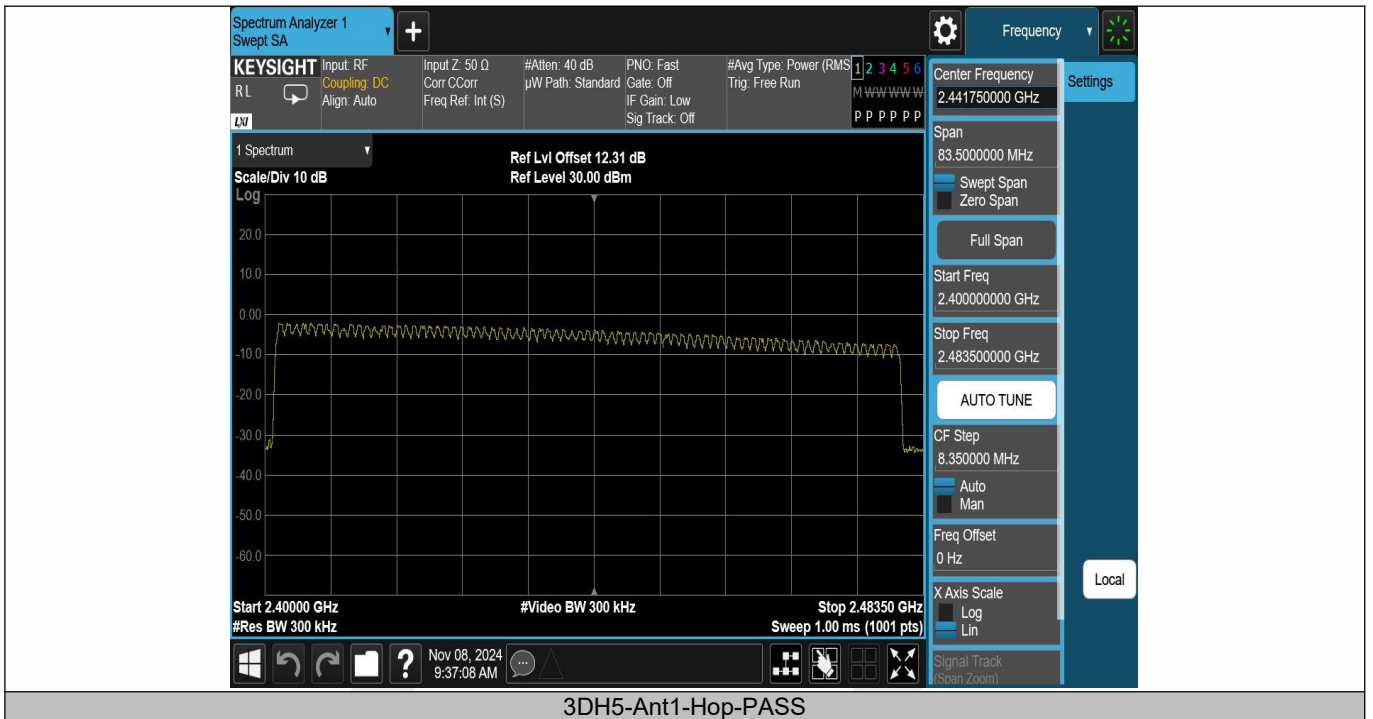 Spectrum Analyzer 1
Swept SA
+
Frequency
KEYSIGHT
RL
LXI
Input: RF
Coupling: DC
Align: Auto
Input Z: 50 Ω
Corr CCorr
Freq Ref: Int (S)
#Atten: 40 dB
µW Path: Standard
PNO: Fast
Gate: Off
IF Gain: Low
Sig Track: Off
#Avg Type: Power (RMS
Trig: Free Run
1 2 3 4 5 6
M W W W W W
P P P P P P
1 Spectrum
Scale/Div 10 dB
Ref Lvl Offset 12.31 dB
Ref Level 30.00 dBm
Log
20.0
10.0
0.00
-10.0
-20.0
-30.0
-40.0
-50.0
-60.0
Start 2.40000 GHz
#Res BW 300 kHz
#Video BW 300 kHz
Stop 2.48350 GHz
Sweep 1.00 ms (1001 pts)
Center Frequency
2.441750000 GHz
Settings
Span
83.5000000 MHz
Swept Span
Zero Span
Full Span
Start Freq
2.400000000 GHz
Stop Freq
2.483500000 GHz
AUTO TUNE
CF Step
8.350000 MHz
Auto
Man
Freq Offset
0 Hz
X Axis Scale
Log
Lin
Signal Track
(Span Zoom)
Local
?
Nov 08, 2024
9:37:08 AM
3DH5-Ant1-Hop-PASS